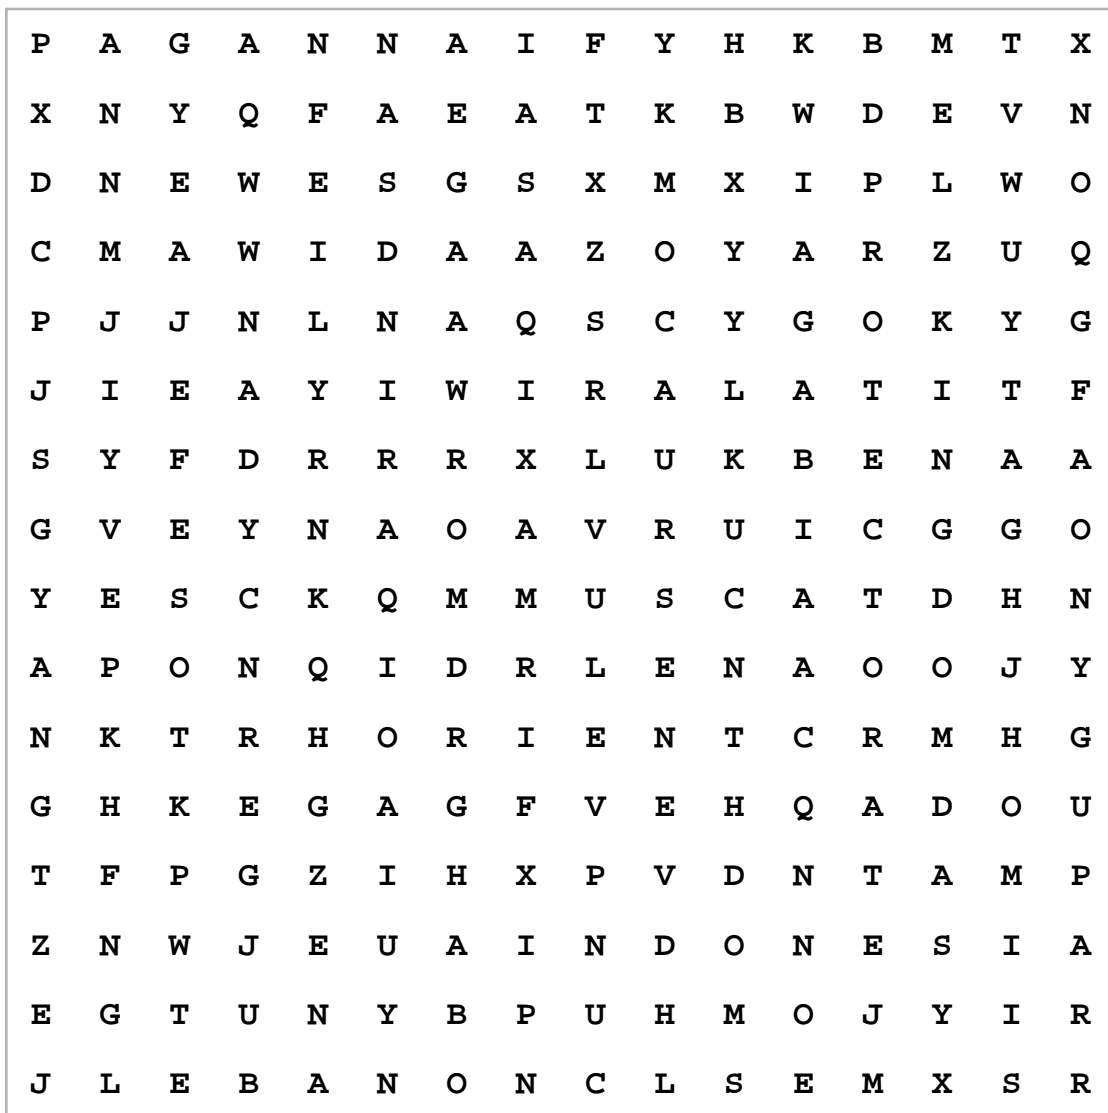 P A G A N N A I F Y H K B M T X
X N Y Q F A E A T K B W D E V N
D N E W E S G S X M X I P L W O
C M A W I D A A Z O Y A R Z U Q
P J J N L N A Q S C Y G O K Y G
J I E A Y I W I R A L A T I T F
S Y F D R R R X L U K B E N A A
G V E Y N A O A V R U I C G G O
Y E S C K Q M M U S C A T D H N
A P O N Q I D R L E N A O O J Y
N K T R H O R I E N T C R M H G
G H K E G A G F V E H Q A D O U
T F P G Z I H X P V D N T A M P
Z N W J E U A I N D O N E S I A
E G T U N Y B P U H M O J Y I R
J L E B A N O N C L S E M X S R